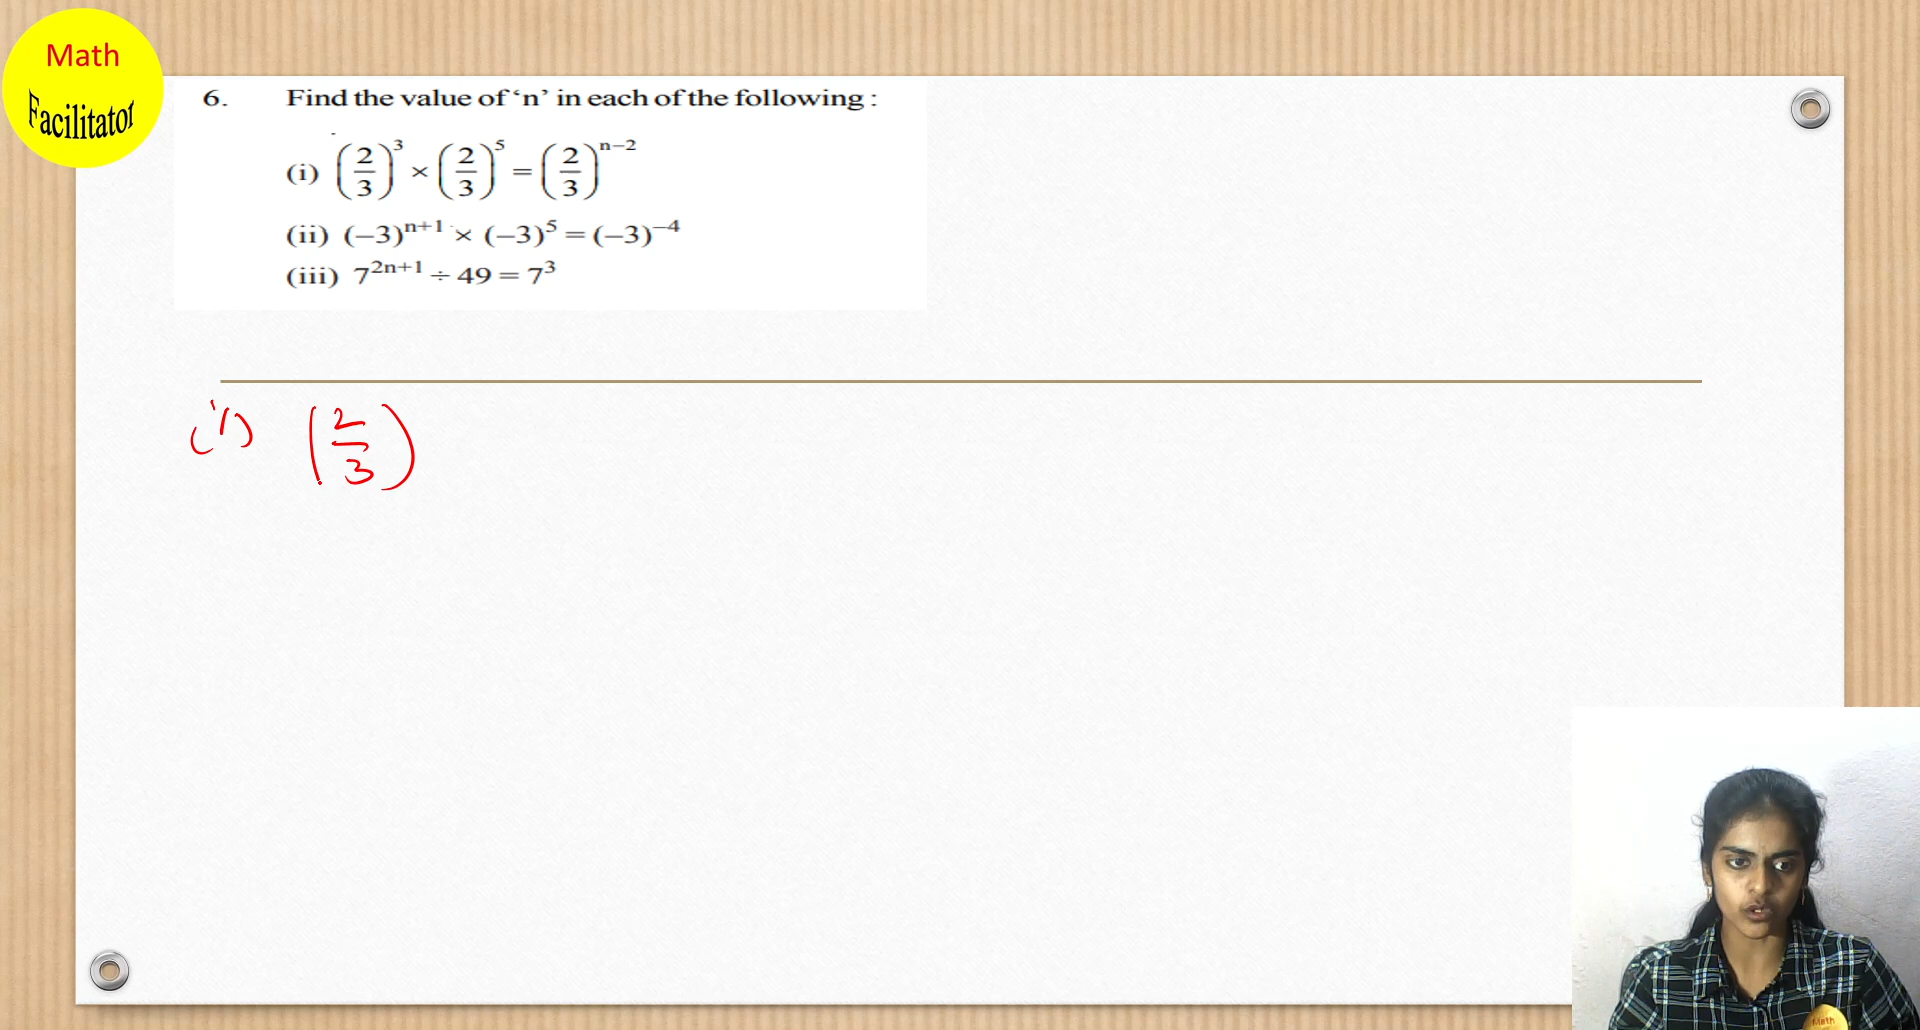 Math
Facilitator
6. Find the value of ‘n’ in each of the following :
(i) (2/3)^3 × (2/3)^5 = (2/3)^{n–2}
(ii) (–3)^{n+1} × (–3)^5 = (–3)^{–4}
(iii) 7^{2n+1} ÷ 49 = 7^3
(i) (2/3)
Math